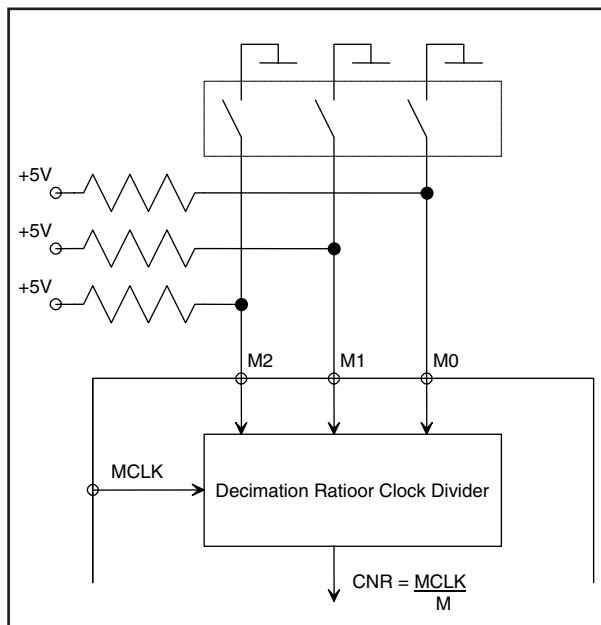 +5V
+5V
+5V
M2 M1 M0
MCLK
Decimation Ratioor Clock Divider
CNR = MCLK
M